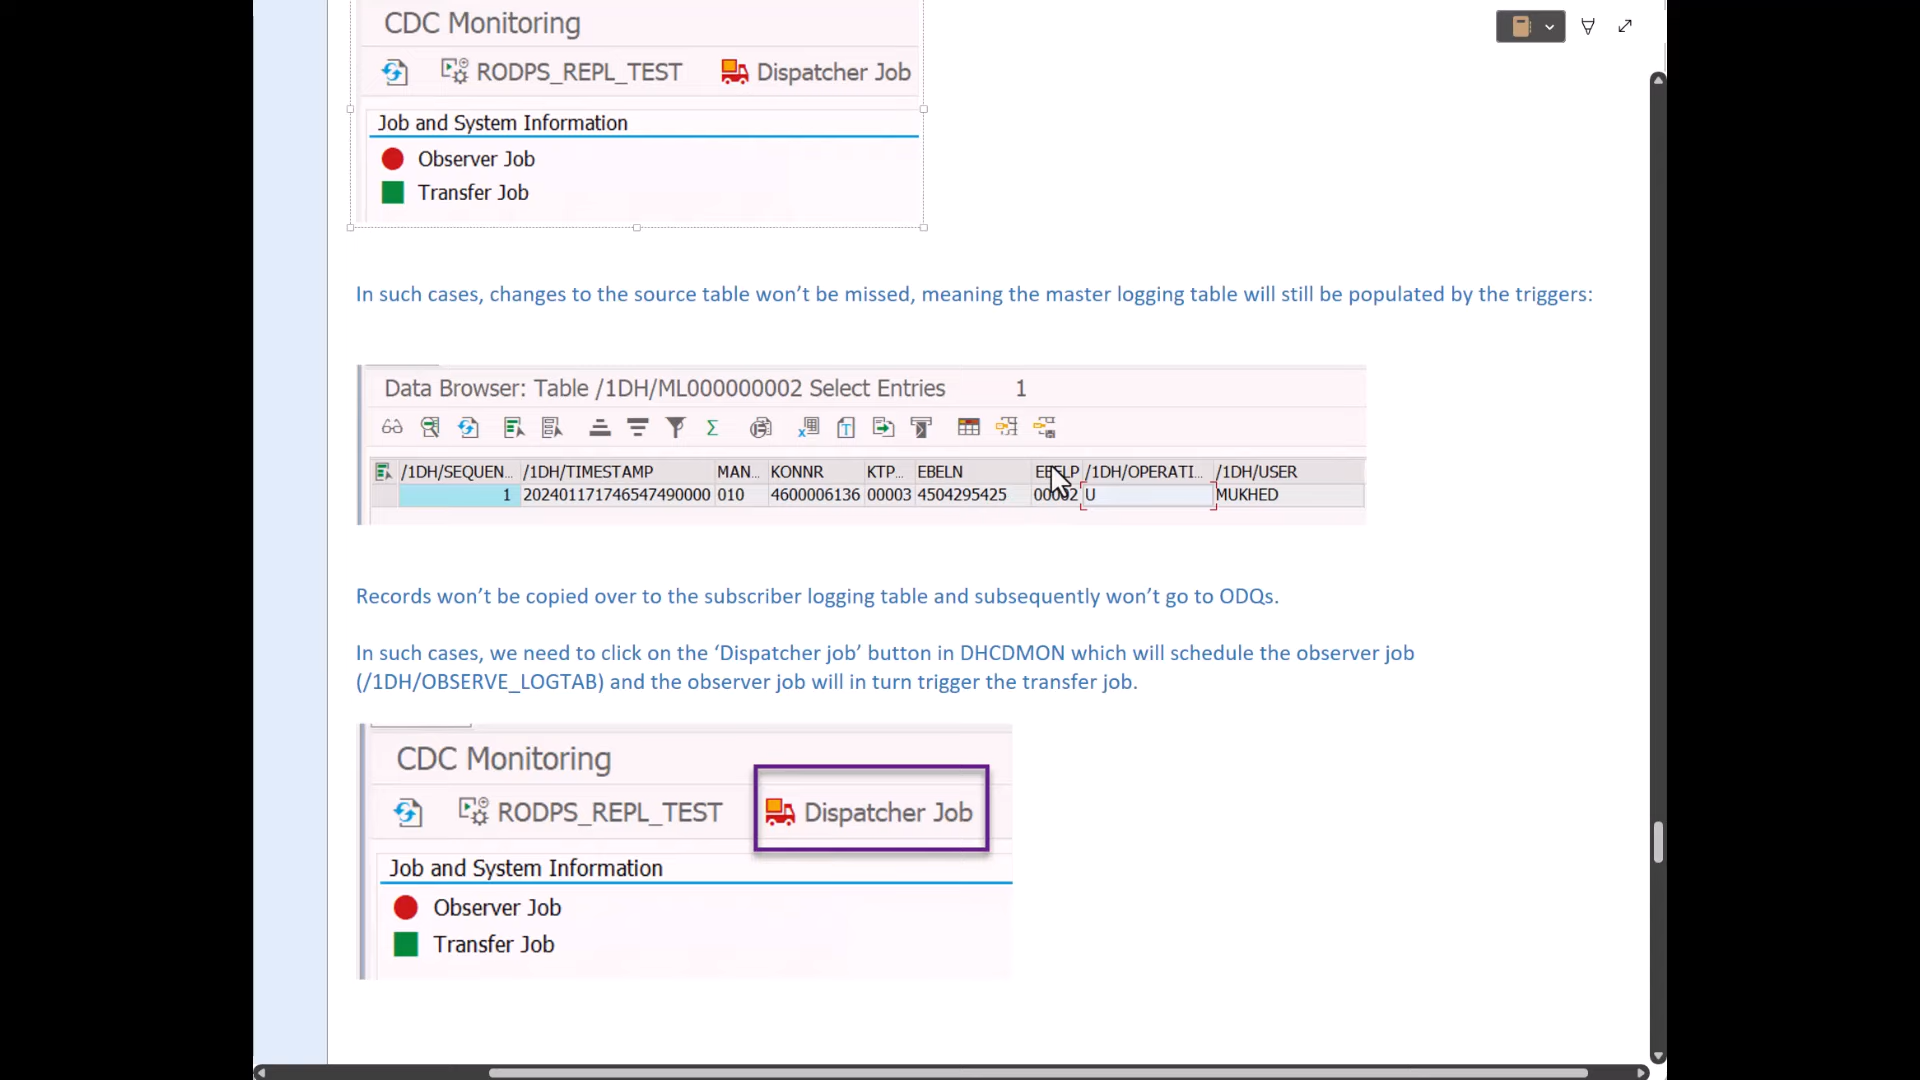 CDC Monitoring
RODPS_REPL_TEST Dispatcher Job
Job and System Information
Observer Job
Transfer Job
In such cases, changes to the source table won’t be missed, meaning the master logging table will still be populated by the triggers:
Data Browser: Table /1DH/ML000000002 Select Entries 1
/1DH/SEQUEN... /1DH/TIMESTAMP MAN... KONNR KTP... EBELN EBELP /1DH/OPERATI... /1DH/USER
1 202401171746547490000 010 4600006136 00003 4504295425 00002 U MUKHED
Records won’t be copied over to the subscriber logging table and subsequently won’t go to ODQs.
In such cases, we need to click on the ‘Dispatcher job’ button in DHCDMON which will schedule the observer job
(/1DH/OBSERVE_LOGTAB) and the observer job will in turn trigger the transfer job.
CDC Monitoring
RODPS_REPL_TEST Dispatcher Job
Job and System Information
Observer Job
Transfer Job